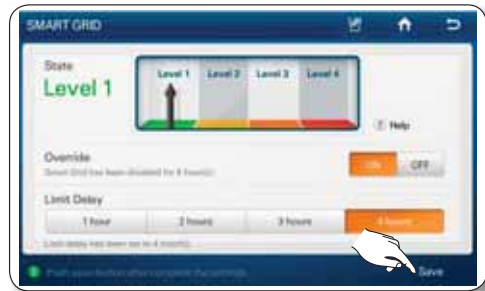 SMART GRID
State
Level 1
Level 1 Level 2 Level 3 Level 4
Help
Override
Smart Grid has been disabled for 4 hour(s).
ON OFF
Limit Delay
1 hour 2 hours 3 hours 4 hours
Limit delay has been set to 4 hour(s).
Push save button after complete the settings.
Save